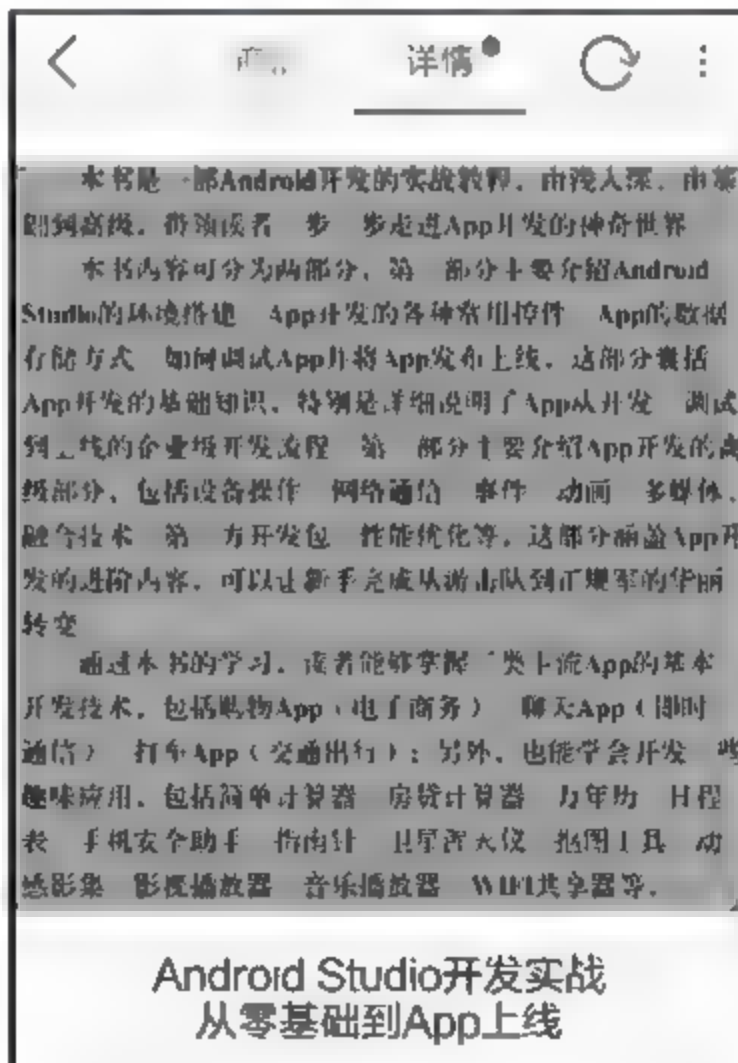 详情
本书是一部Android开发的实战教程，由浅入深、由基
础到高级，带领读者一步一步走进App开发的神奇世界
本书内容可分为两部分，第一部分主要介绍Android
Studio的环境搭建、App开发的各种常用控件、App的数据
存储方式、如何调试App并将App发布上线，这部分囊括
App开发的基础知识，特别是详细说明了App从开发、调试
到上线的企业级开发流程 第二部分主要介绍App开发的高
级部分，包括设备操作、网络通信、事件、动画、多媒体、
融合技术、第三方开发包、性能优化等，这部分涵盖App开
发的进阶内容，可以让新手完成从游击队到正规军的华丽
转变
通过本书的学习，读者能够掌握3类主流App的基本
开发技术，包括购物App（电子商务）、聊天App（即时
通信）、打车App（交通出行）；另外，也能学会开发一些
趣味应用，包括简单计算器、房贷计算器、万年历、日程
表、手机安全助手、指南针、卫星浑天仪、抠图工具、动
感影集、影视播放器、音乐播放器、WiFi共享器等。
Android Studio开发实战
从零基础到App上线